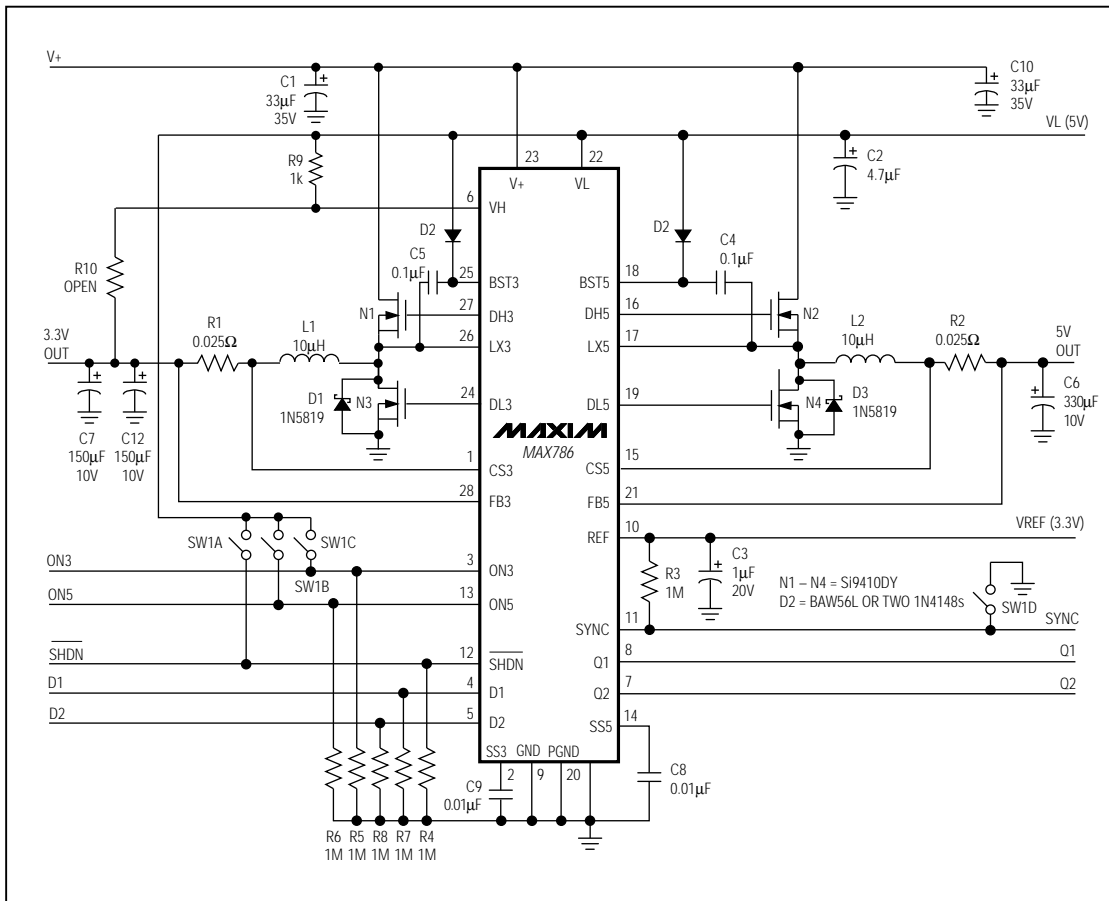 V+
C1
33µF
35V
C10
33µF
35V
VL (5V)
R9
1k
23
22
V+
VL
C2
4.7µF
6
VH
D2
D2
C5
0.1µF
C4
0.1µF
R10
OPEN
25
BST3
BST5
18
N1
27
DH3
DH5
16
N2
3.3V
OUT
R1
0.025Ω
L1
10µH
26
LX3
LX5
17
L2
10µH
R2
0.025Ω
5V
OUT
D1
1N5819
N3
24
DL3
DL5
19
N4
D3
1N5819
C6
330µF
10V
C7
150µF
10V
C12
150µF
10V
MAXIM
MAX786
1
CS3
CS5
15
28
FB3
FB5
21
REF
10
VREF (3.3V)
SW1A
SW1C
SW1B
ON3
3
ON3
R3
1M
C3
1µF
20V
N1 – N4 = Si9410DY
D2 = BAW56L OR TWO 1N4148s
SW1D
ON5
13
ON5
SYNC
11
SYNC
SHDN
12
SHDN
Q1
8
Q1
D1
4
D1
Q2
7
Q2
D2
5
D2
SS5
14
SS3
GND
PGND
2
9
20
C9
0.01µF
C8
0.01µF
R6
1M
R5
1M
R8
1M
R7
1M
R4
1M